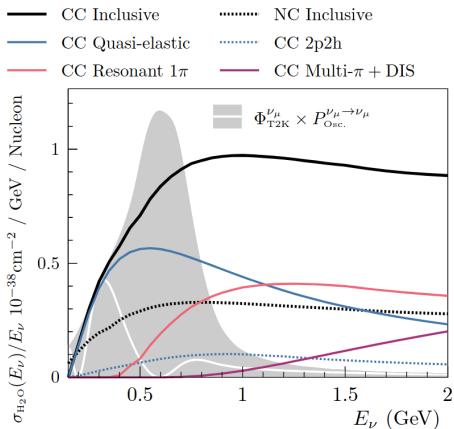 CC Inclusive NC Inclusive
CC Quasi-elastic CC 2p2h
CC Resonant 1π CC Multi-π + DIS
Φ^{ν_μ}_{T2K} × P^{ν_μ→ν_μ}_{Osc.}
σ_{H₂O}(E_ν)/E_ν 10⁻³⁸cm⁻² / GeV / Nucleon
1
0.5
0
0.5 1 1.5 2
E_ν (GeV)